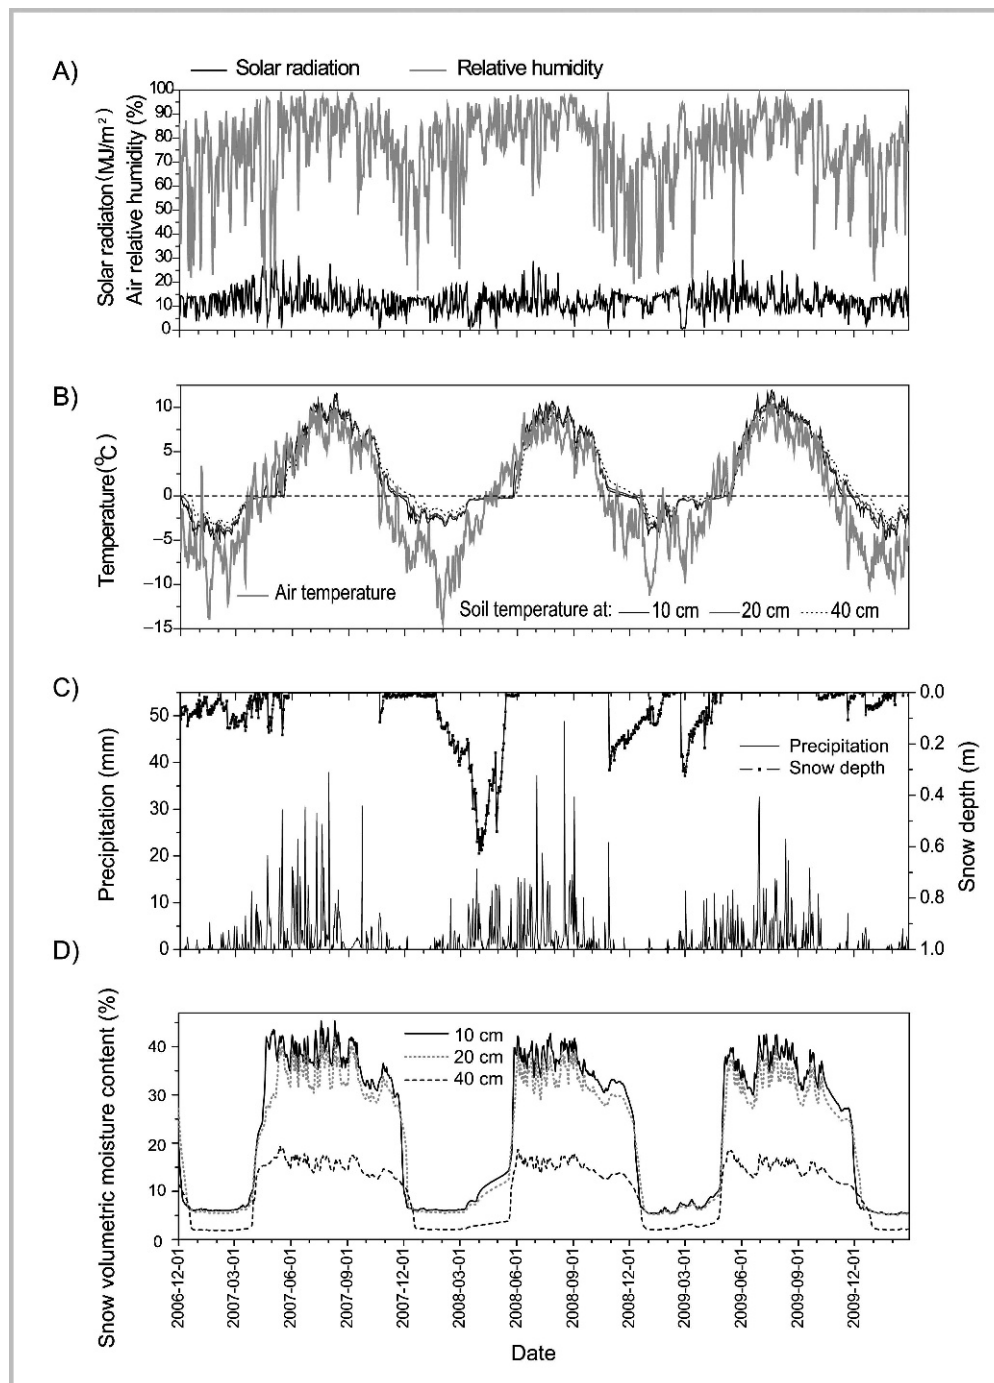 A)
Solar radiation
Relative humidity
Solar radiaton(MJ/m²)
Air relative humidity (%)
100
90
80
70
60
50
40
30
20
10
0
B)
Temperature(⁰C)
10
5
0
−5
−10
−15
Air temperature
Soil temperature at:
10 cm
20 cm
40 cm
C)
Precipitation (mm)
50
40
30
20
10
0
Precipitation
Snow depth
0.0
0.2
0.4
0.6
0.8
1.0
Snow depth (m)
D)
Snow volumetric moisture content (%)
40
30
20
10
0
10 cm
20 cm
40 cm
2006-12-01
2007-03-01
2007-06-01
2007-09-01
2007-12-01
2008-03-01
2008-06-01
2008-09-01
2008-12-01
2009-03-01
2009-06-01
2009-09-01
2009-12-01
Date